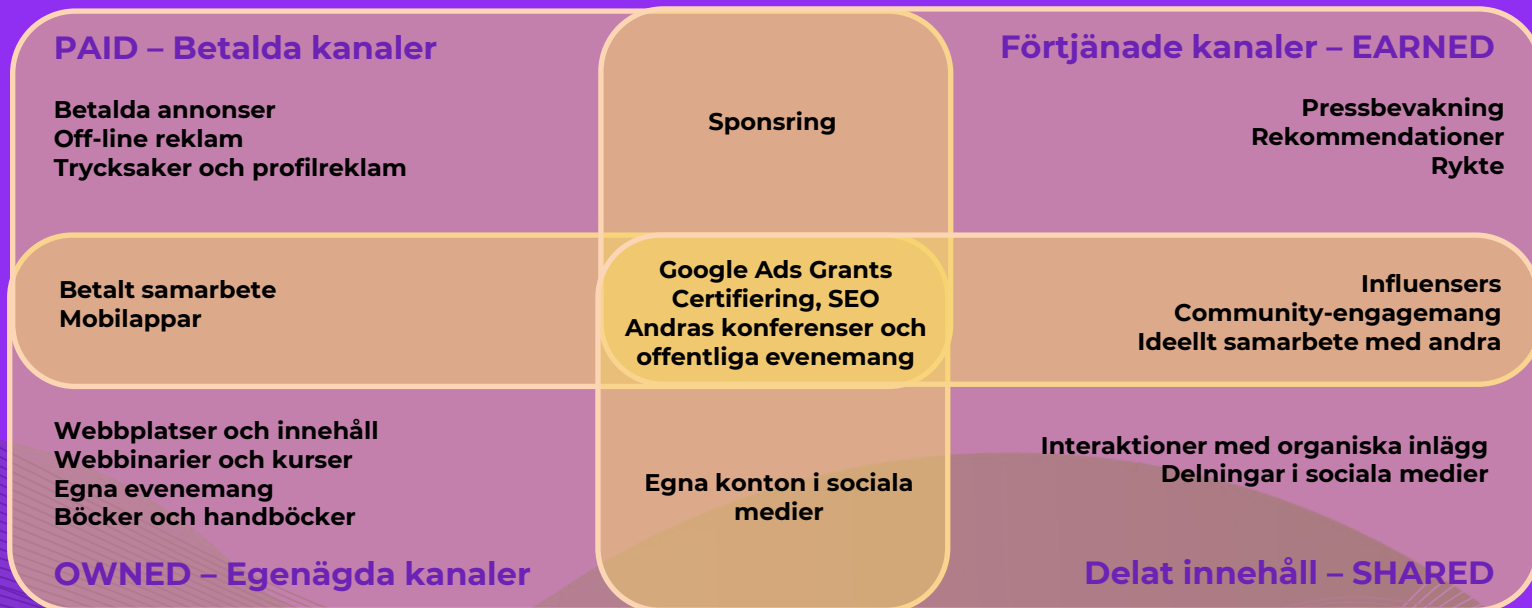 PAID – Betalda kanaler
Betalda annonser
Off-line reklam
Trycksaker och profilreklam
Sponsring
Förtjänade kanaler – EARNED
Pressbevakning
Rekommendationer
Rykte
Betalt samarbete
Mobilappar
Google Ads Grants
Certifiering, SEO
Andras konferenser och
offentliga evenemang
Influensers
Community-engagemang
Ideellt samarbete med andra
Webbplatser och innehåll
Webbinarier och kurser
Egna evenemang
Böcker och handböcker
OWNED – Egenägda kanaler
Egna konton i sociala
medier
Interaktioner med organiska inlägg
Delningar i sociala medier
Delat innehåll – SHARED